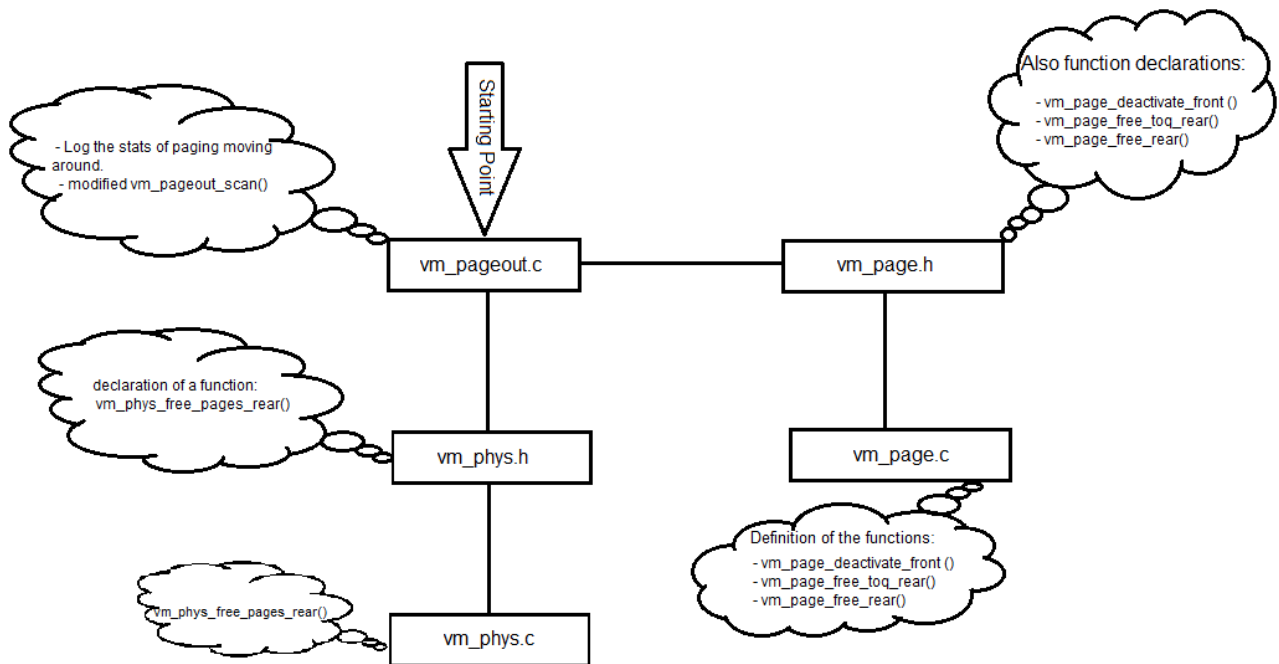 Starting Point
Also function declarations:
- vm_page_deactivate_front ()
- vm_page_free_toq_rear()
- vm_page_free_rear()
- Log the stats of paging moving
around.
- modified vm_pageout_scan()
vm_pageout.c
vm_page.h
declaration of a function:
vm_phys_free_pages_rear()
vm_phys.h
vm_page.c
Definition of the functions:
- vm_page_deactivate_front ()
- vm_page_free_toq_rear()
- vm_page_free_rear()
vm_phys_free_pages_rear()
vm_phys.c